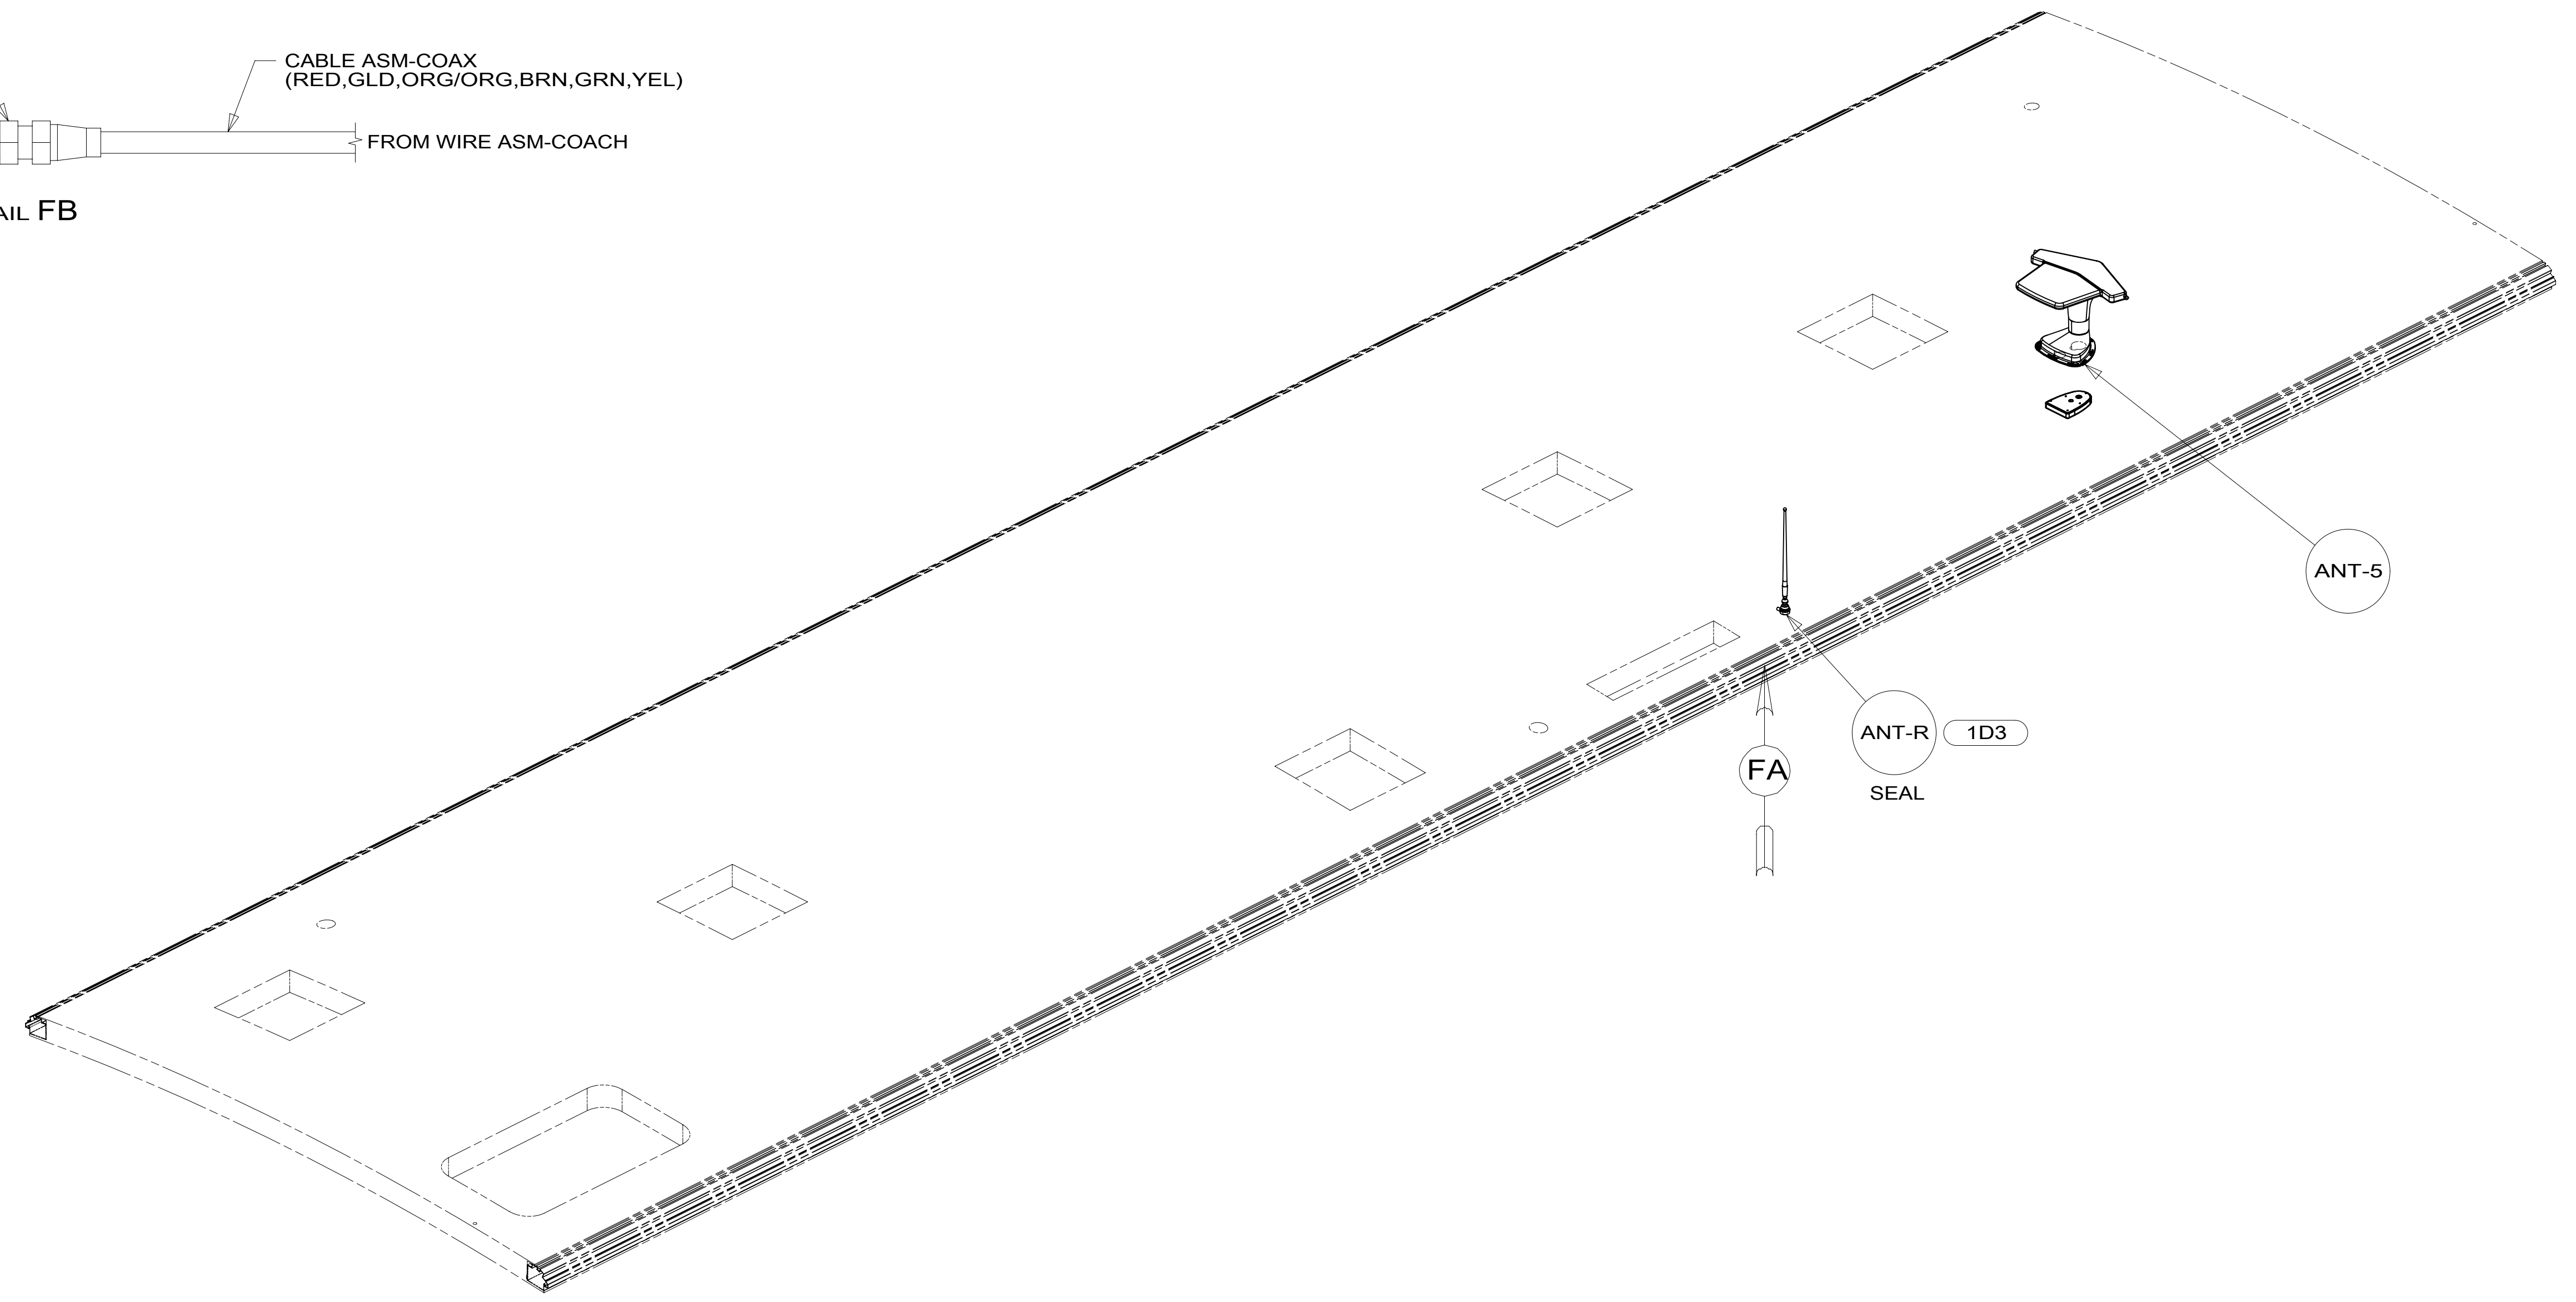 CABLE ASM-COAX
(RED,GLD,ORG/ORG,BRN,GRN,YEL)
FROM WIRE ASM-COACH
AIL FB
ANT-5
ANT-R 1D3
SEAL
FA